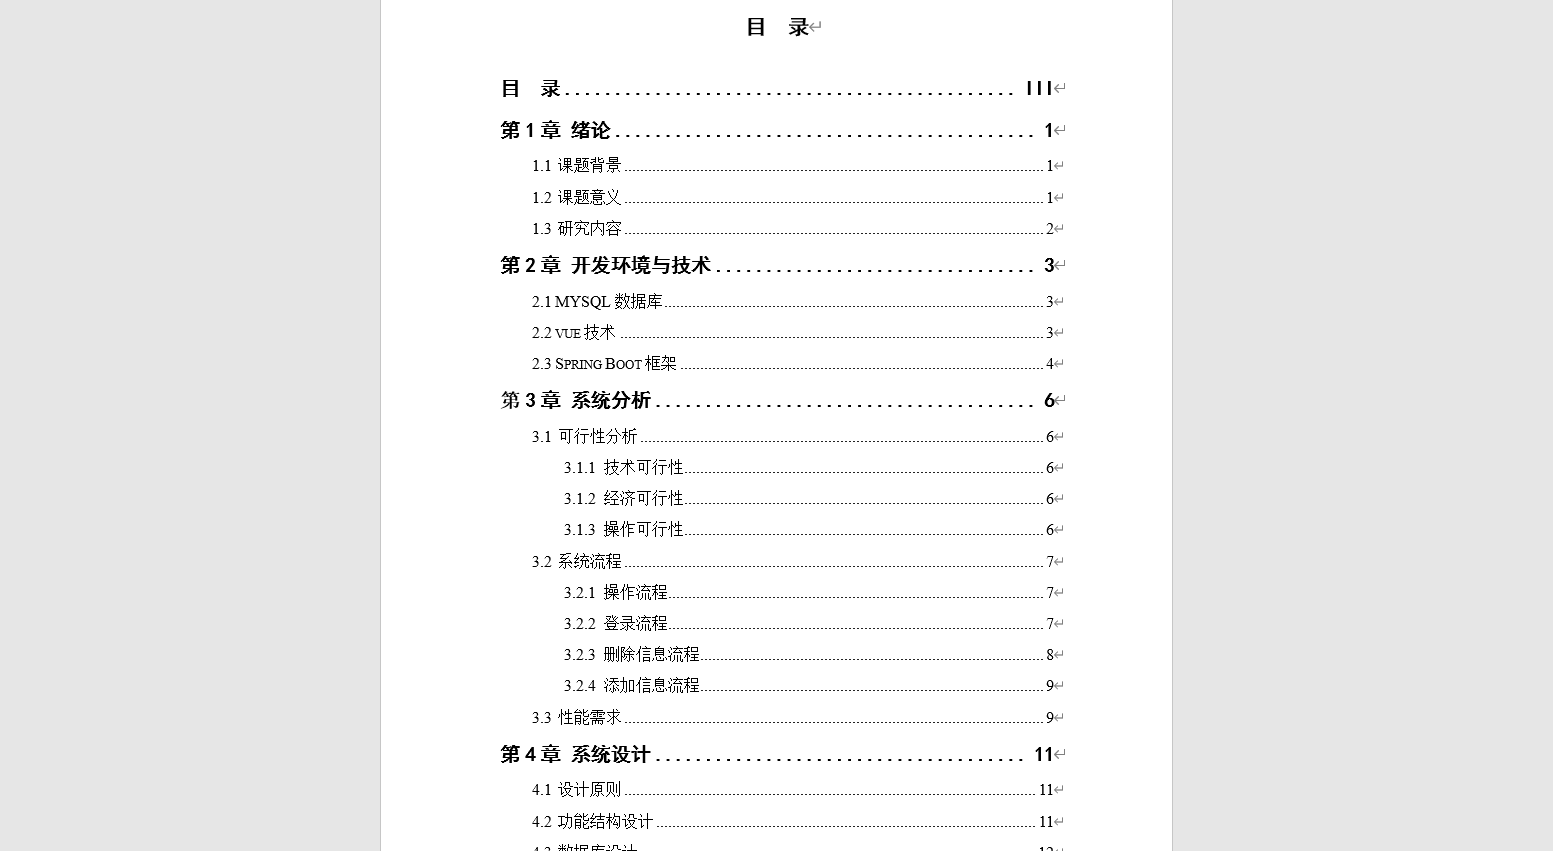 目 录
目 录 III
第1章 绪论 1
1.1 课题背景 1
1.2 课题意义 1
1.3 研究内容 2
第2章 开发环境与技术 3
2.1 MYSQL 数据库 3
2.2 VUE 技术 3
2.3 SPRING BOOT 框架 4
第3章 系统分析 6
3.1 可行性分析 6
3.1.1 技术可行性 6
3.1.2 经济可行性 6
3.1.3 操作可行性 6
3.2 系统流程 7
3.2.1 操作流程 7
3.2.2 登录流程 7
3.2.3 删除信息流程 8
3.2.4 添加信息流程 9
3.3 性能需求 9
第4章 系统设计 11
4.1 设计原则 11
4.2 功能结构设计 11
4.3 数据库设计 12